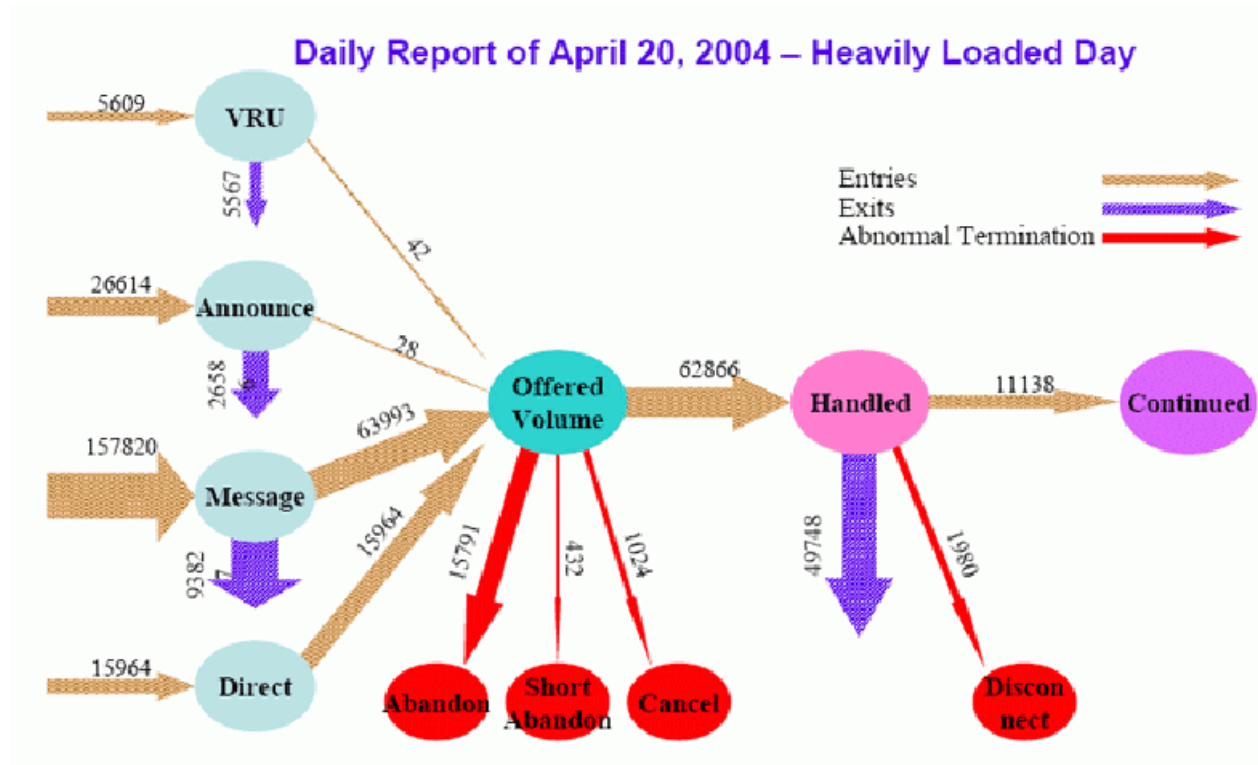 Daily Report of April 20, 2004 – Heavily Loaded Day
5609
VRU
5567
42
Entries
Exits
Abnormal Termination
26614
Announce
2658
6
28
157820
Message
63993
9382
7
15964
Direct
15964
Offered
Volume
62866
Handled
11138
Continued
15791
432
1024
49748
1980
Abandon
Short
Abandon
Cancel
Discon
nect